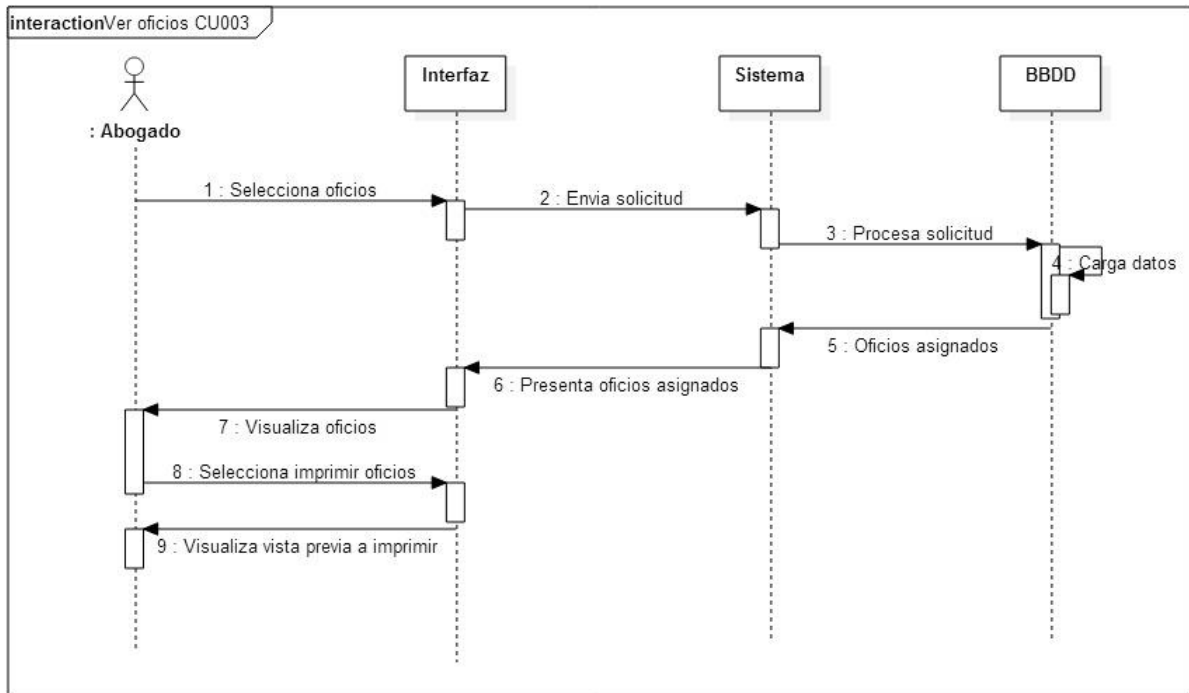 interactionVer oficios CU003
: Abogado
Interfaz
Sistema
BBDD
1 : Selecciona oficios
2 : Envia solicitud
3 : Procesa solicitud
4 : Carga datos
5 : Oficios asignados
6 : Presenta oficios asignados
7 : Visualiza oficios
8 : Selecciona imprimir oficios
9 : Visualiza vista previa a imprimir